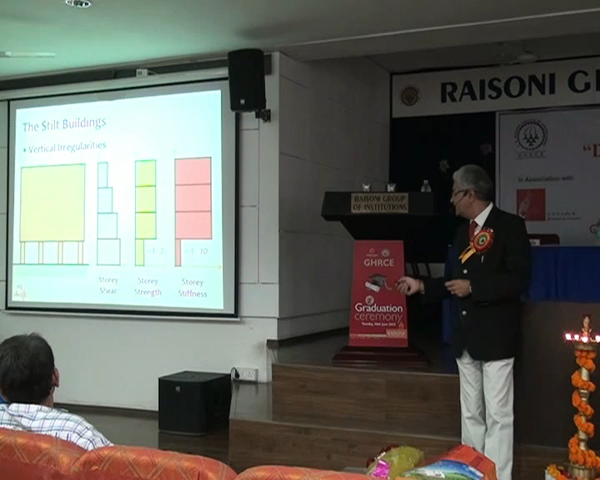 The Stilt Buildings
• Vertical Irregularities
Storey
Shear
Storey
Strength
Storey
Stiffness
RAISONI GROUP
OF INSTITUTIONS
GHRCE
Graduation
ceremony
RAISONI G
GHRCE
In Association with
"D